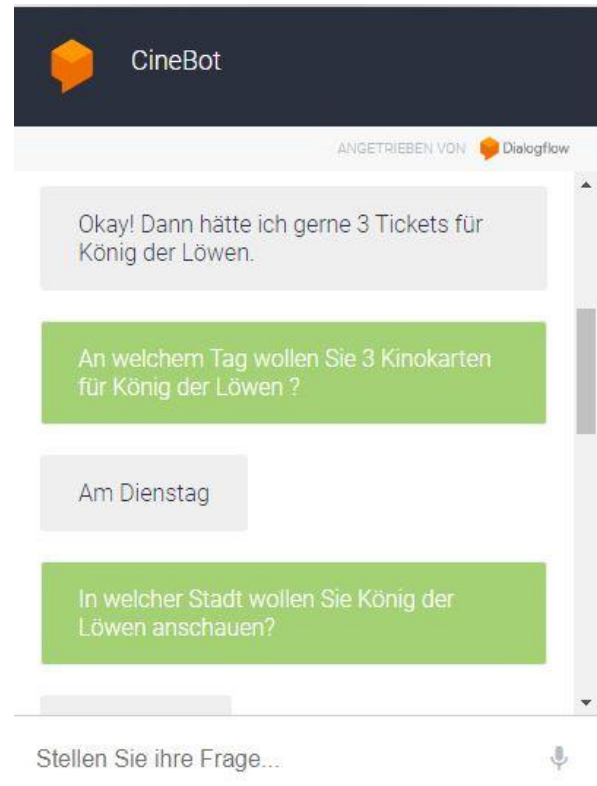 CineBot
ANGETRIEBEN VON Dialogflow
Okay! Dann hätte ich gerne 3 Tickets für
König der Löwen.
An welchem Tag wollen Sie 3 Kinokarten
für König der Löwen ?
Am Dienstag
In welcher Stadt wollen Sie König der
Löwen anschauen?
Stellen Sie ihre Frage...